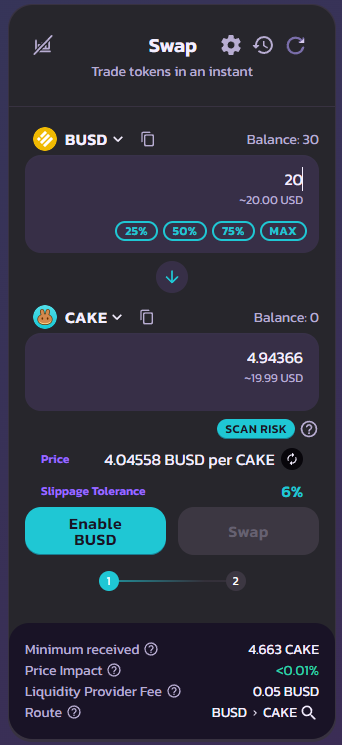 Swap
Trade tokens in an instant
BUSD Balance: 30
20
~20.00 USD
25% 50% 75% MAX
CAKE Balance: 0
4.94366
~19.99 USD
SCAN RISK ?
Price 4.04558 BUSD per CAKE
Slippage Tolerance 6%
Enable
BUSD
Swap
1 2
Minimum received ? 4.663 CAKE
Price Impact ? <0.01%
Liquidity Provider Fee ? 0.05 BUSD
Route ? BUSD > CAKE